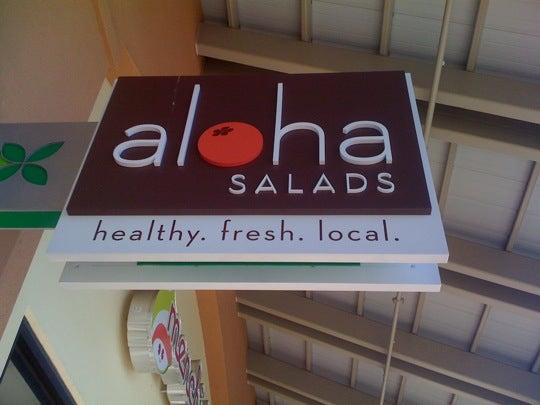 aloha
SALADS
healthy. fresh. local.